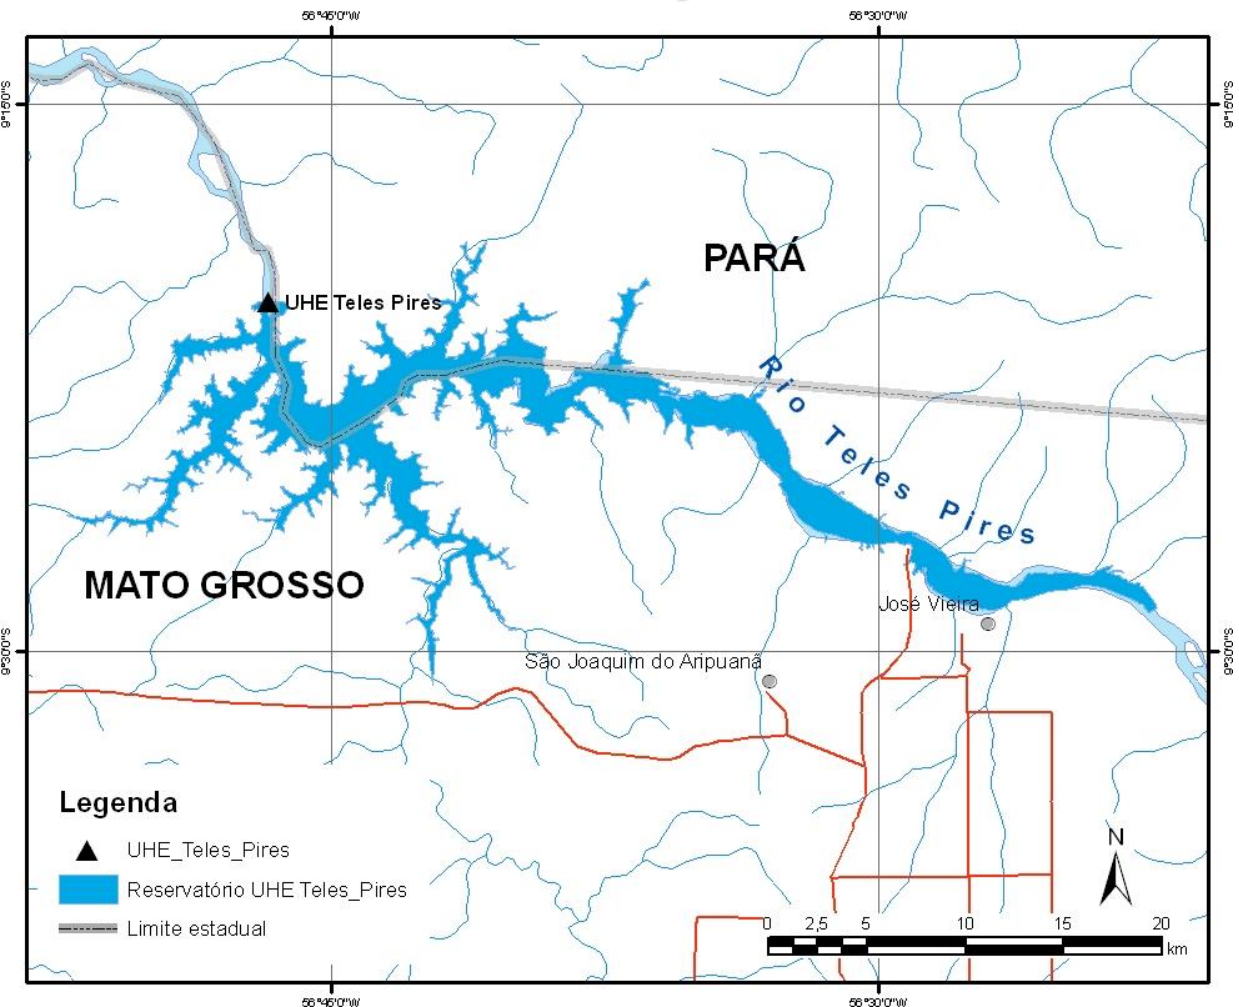 56°45'0"W 56°30'0"W
9°15'0"S 9°15'0"S
PARÁ
UHE Teles Pires
Rio Teles Pires
MATO GROSSO
José Vieira
9°30'0"S 9°30'0"S
São Joaquim do Aripuanã
Legenda
UHE_Teles_Pires
Reservatório UHE Teles_Pires
Limite estadual
N
0 2,5 5 10 15 20
km
56°45'0"W 56°30'0"W